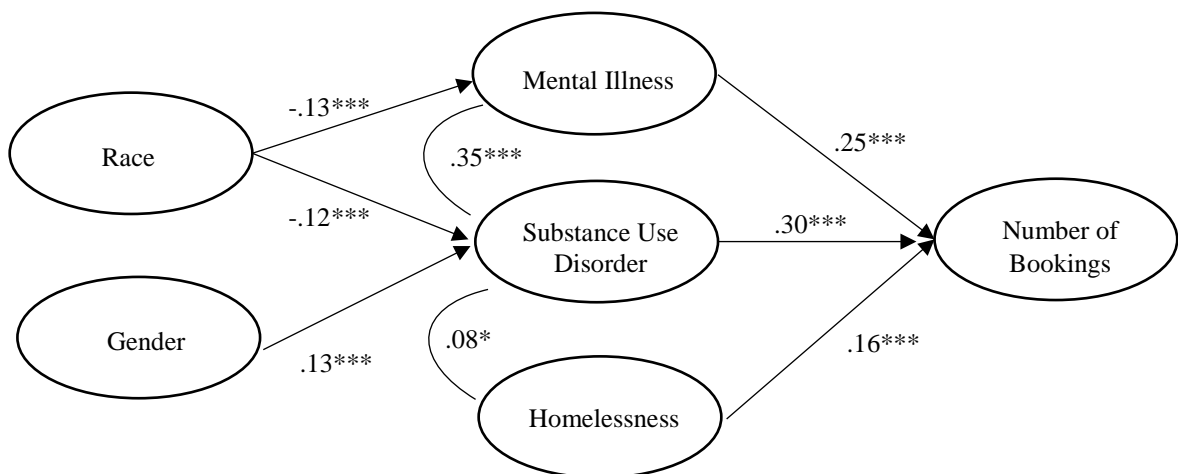 Mental Illness
-.13***
Race
.35***
.25***
-.12***
Substance Use
Disorder
.30***
Number of
Bookings
Gender
.13***
.08*
.16***
Homelessness